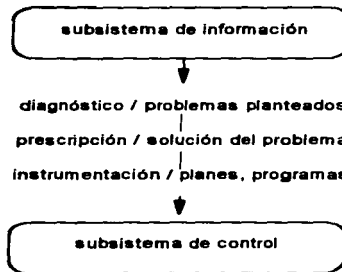 subsistema de información
diagnóstico / problemas planteados
prescripción / solución del problema
instrumentación / planes, programas
subsistema de control